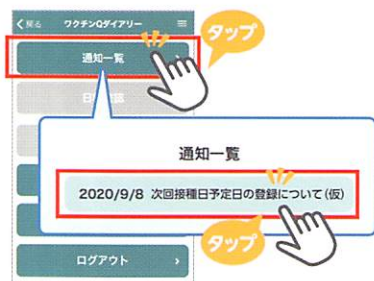 戻る ワクチンQダイアリー
タップ
通知一覧
通知一覧
2020/9/8 次回接種日予定日の登録について(仮)
タップ
ログアウト